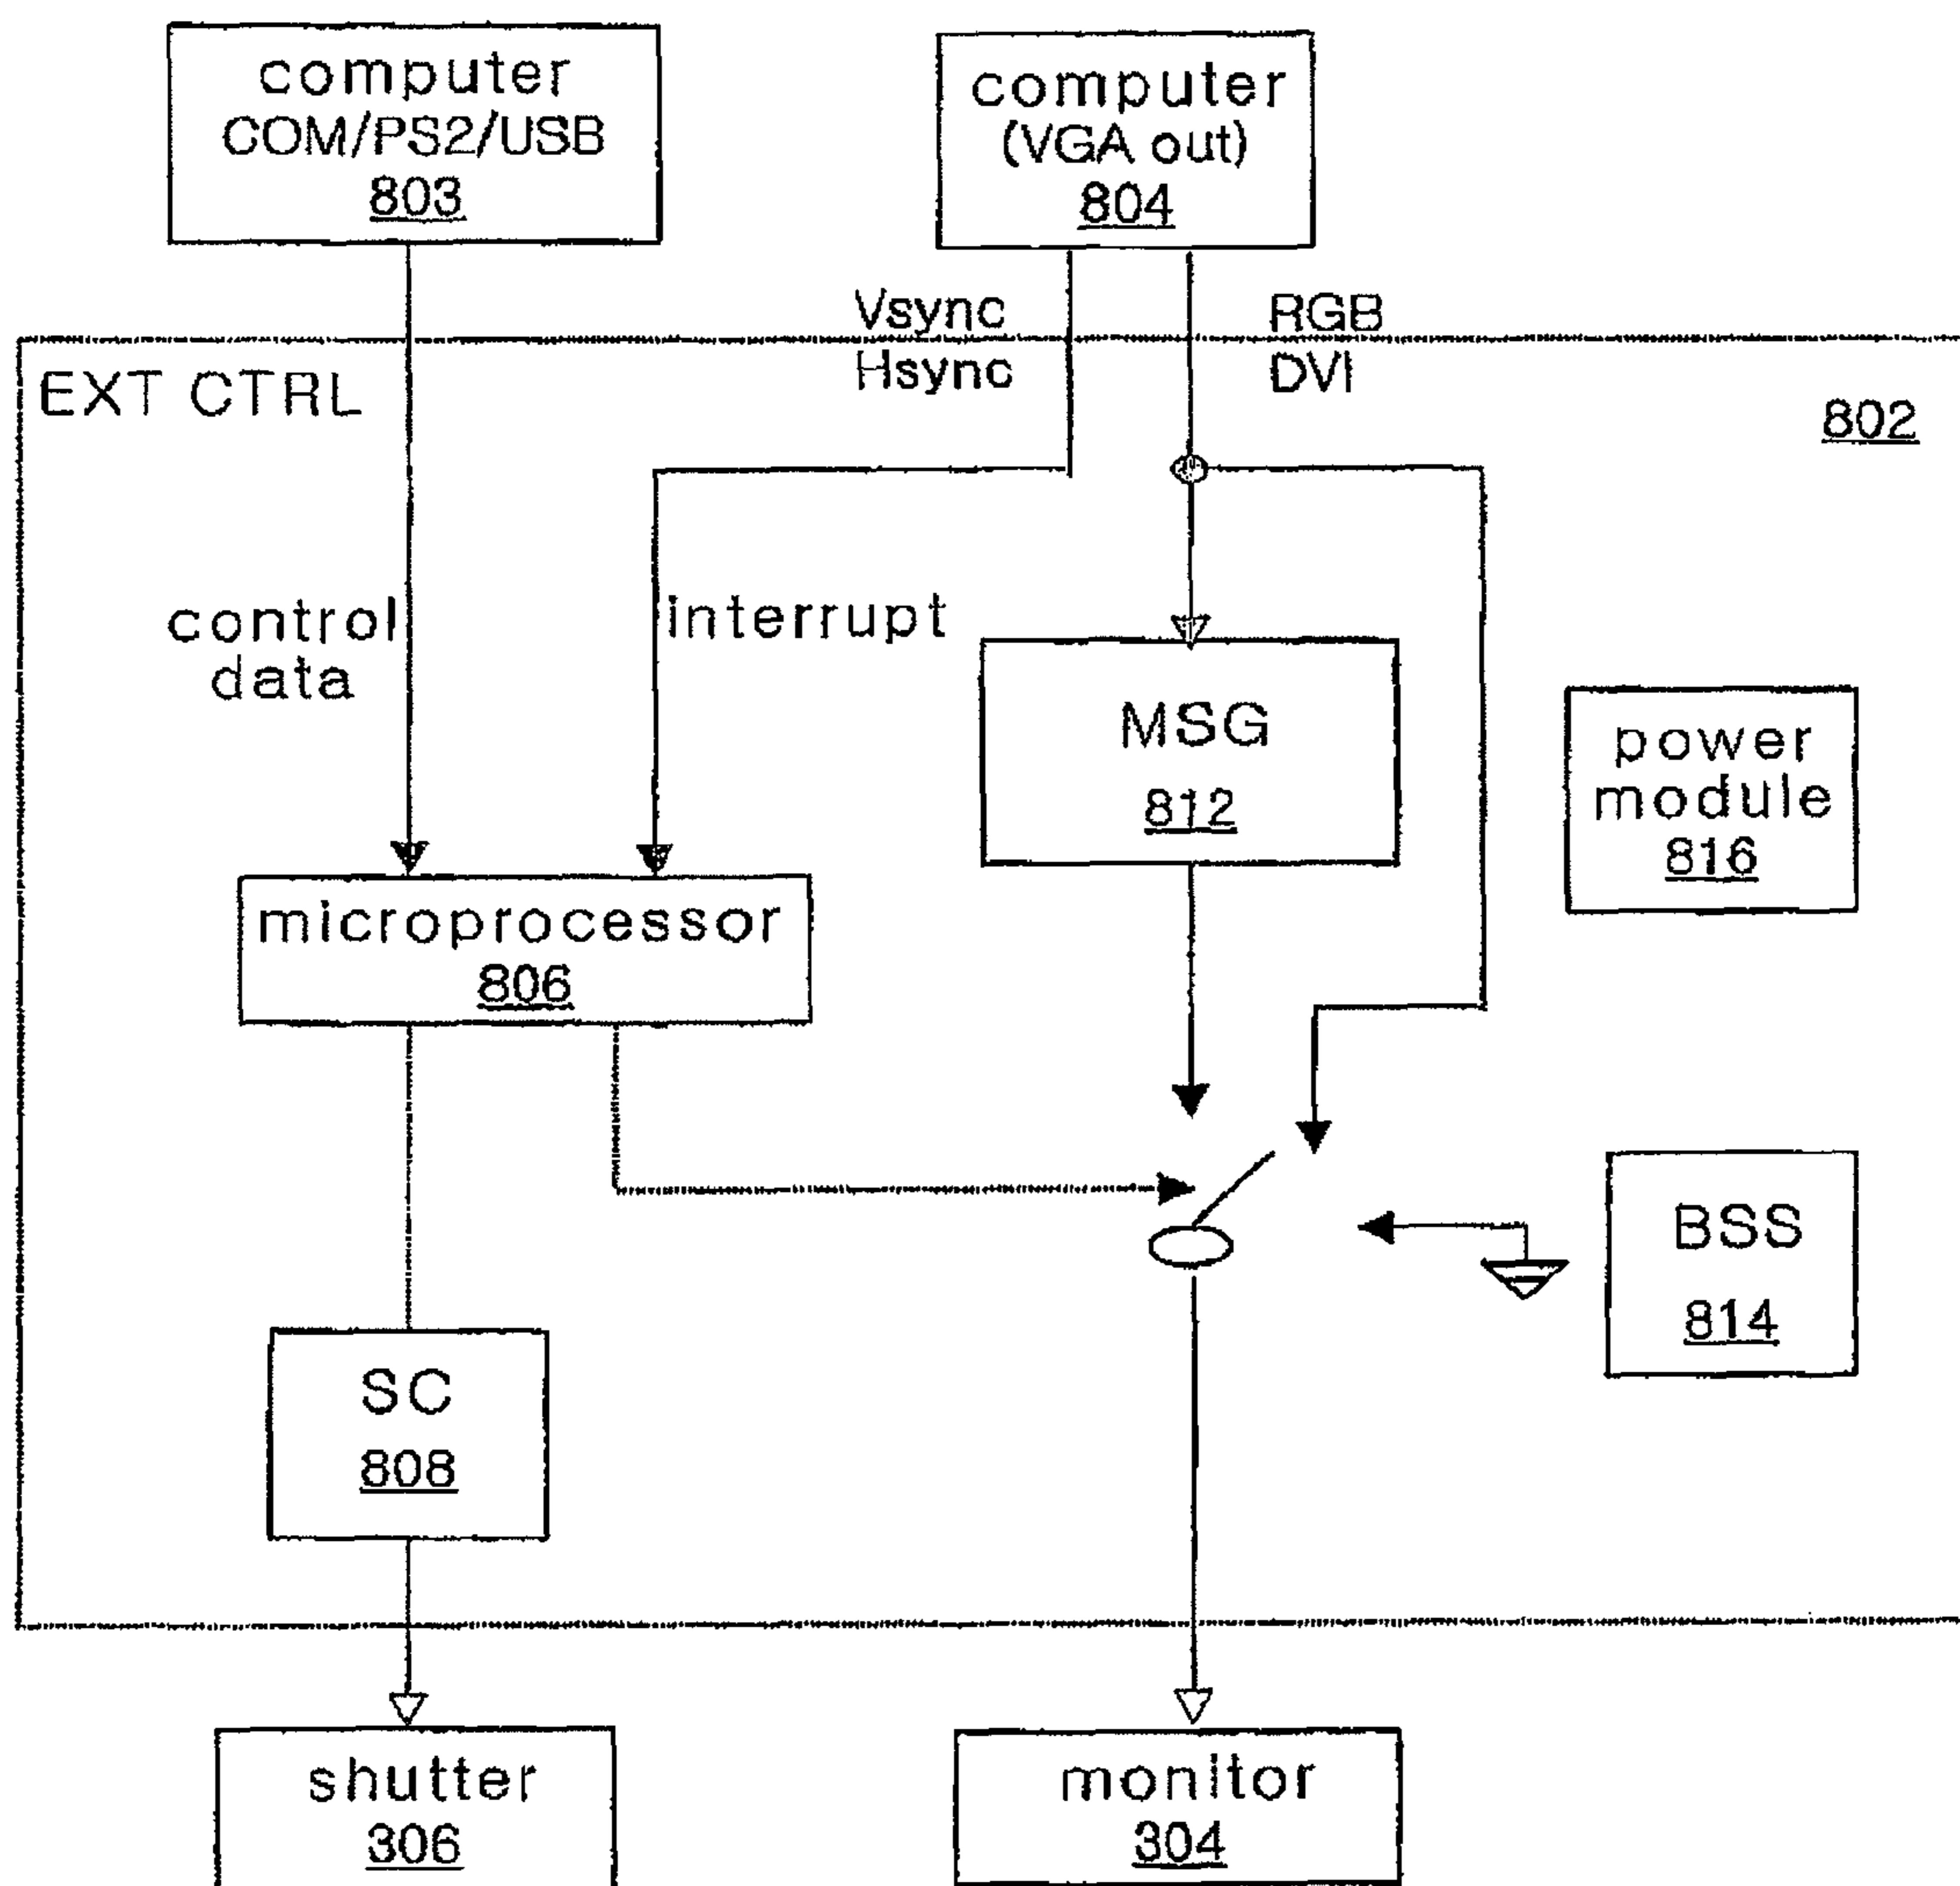 computer
COM/PS2/USB
803
computer
(VGA out)
804
Vsync
Hsync
RGB
DVI
EXT CTRL
802
control
data
interrupt
MSG
812
power
module
816
microprocessor
806
BSS
814
SC
808
shutter
306
monitor
304